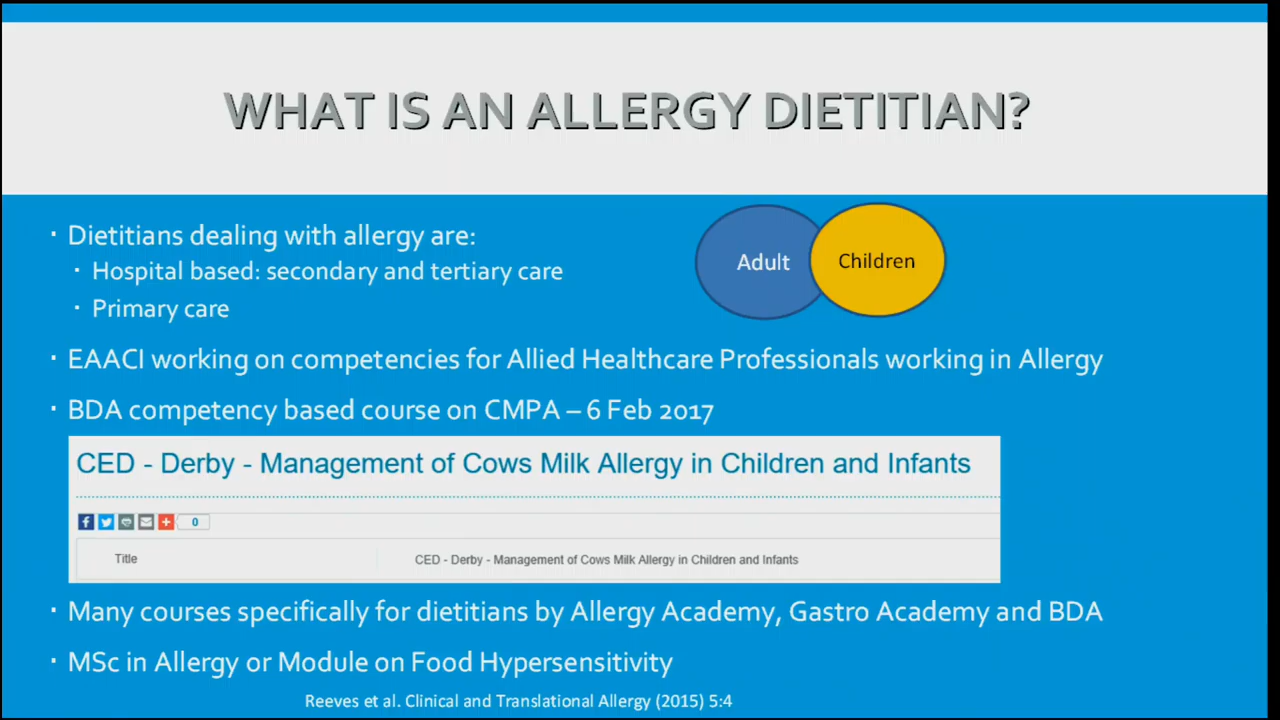 WHAT IS AN ALLERGY DIETITIAN?
· Dietitians dealing with allergy are:
· Hospital based: secondary and tertiary care
· Primary care
Adult
Children
· EAACI working on competencies for Allied Healthcare Professionals working in Allergy
· BDA competency based course on CMPA – 6 Feb 2017
CED - Derby - Management of Cows Milk Allergy in Children and Infants
0
Title
CED - Derby - Management of Cows Milk Allergy in Children and Infants
· Many courses specifically for dietitians by Allergy Academy, Gastro Academy and BDA
· MSc in Allergy or Module on Food Hypersensitivity
Reeves et al. Clinical and Translational Allergy (2015) 5:4